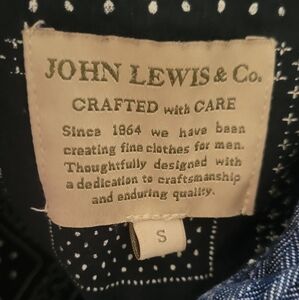 JOHN LEWIS & Co.
CRAFTED with CARE
Since 1864 we have been
creating fine clothes for men.
Thoughtfully designed with
a dedication to craftsmanship
and enduring quality.
S